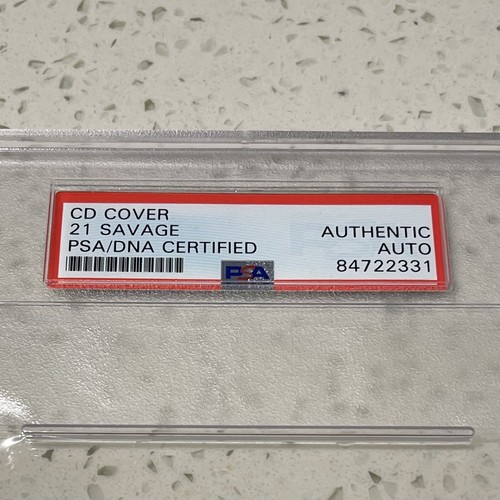 CD COVER
21 SAVAGE
PSA/DNA CERTIFIED
AUTHENTIC
AUTO
84722331
PSA